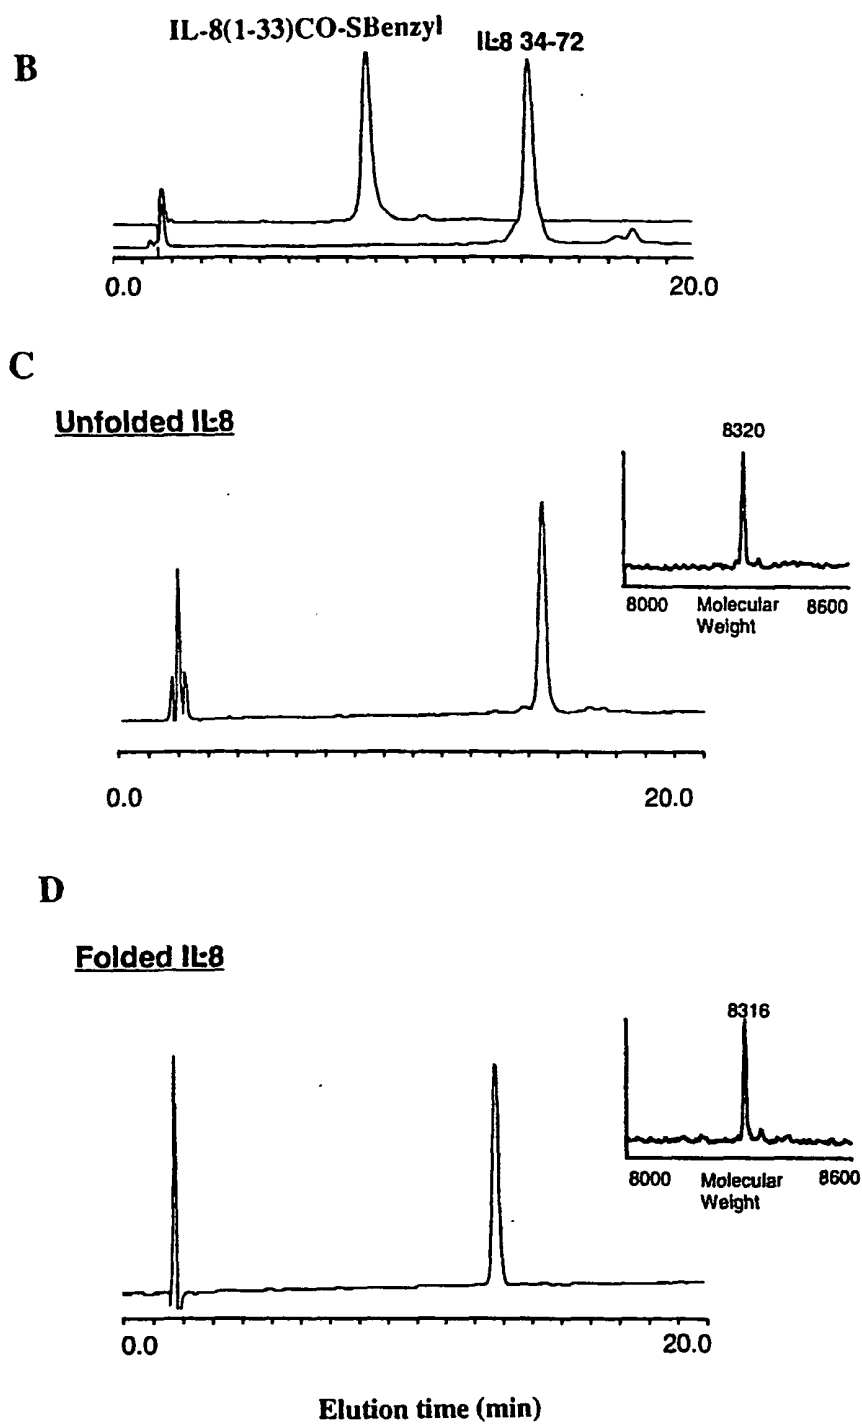 B
IL-8(1-33)CO-SBenzyl
IL-8 34-72
0.0 20.0
C
Unfolded IL-8
8320
8000 Molecular Weight 8600
0.0 20.0
D
Folded IL-8
8316
8000 Molecular Weight 8600
0.0 20.0
Elution time (min)